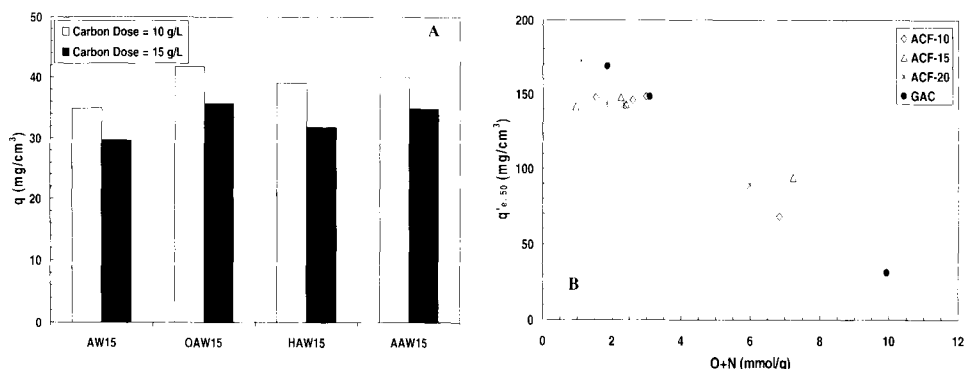 50
40
30
20
10
0
q (mg/cm³)
Carbon Dose = 10 g/L
Carbon Dose = 15 g/L
A
AW15
OAW15
HAW15
AAW15
200
150
100
50
0
q'e, 50 (mg/cm³)
ACF-10
ACF-15
ACF-20
GAC
B
0
2
4
6
8
10
12
O+N (mmol/g)